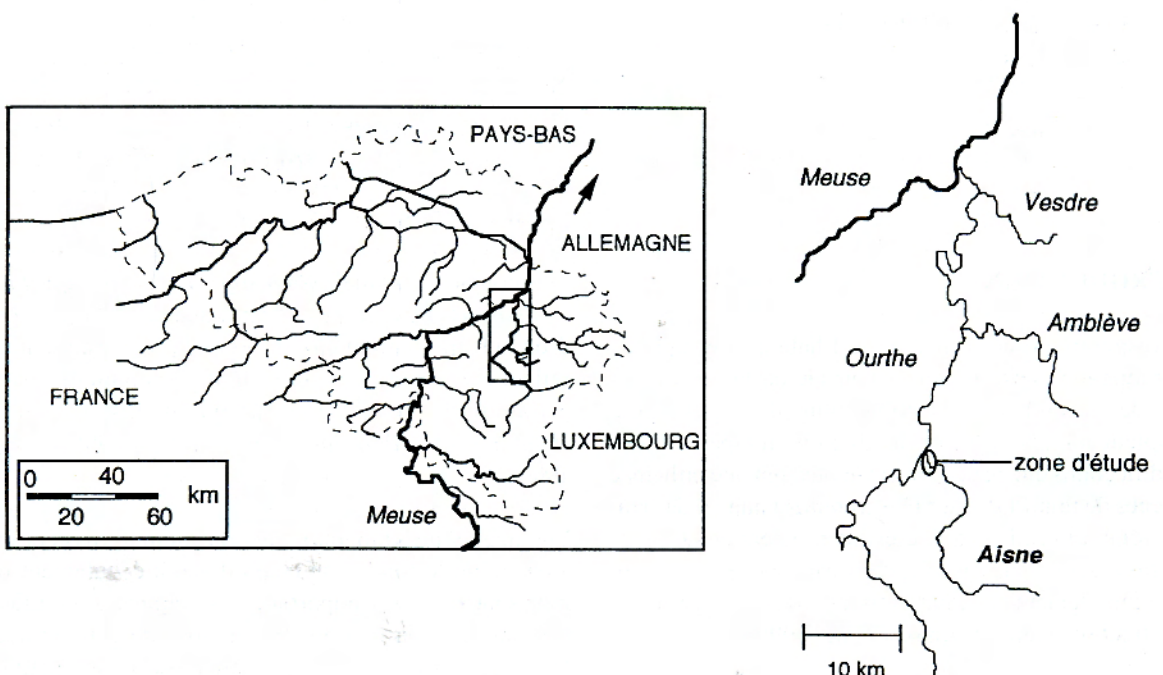 PAYS-BAS
ALLEMAGNE
FRANCE
LUXEMBOURG
Meuse
0 40
km
20 60
Meuse
Vesdre
Amblève
Ourthe
zone d'étude
Aisne
10 km